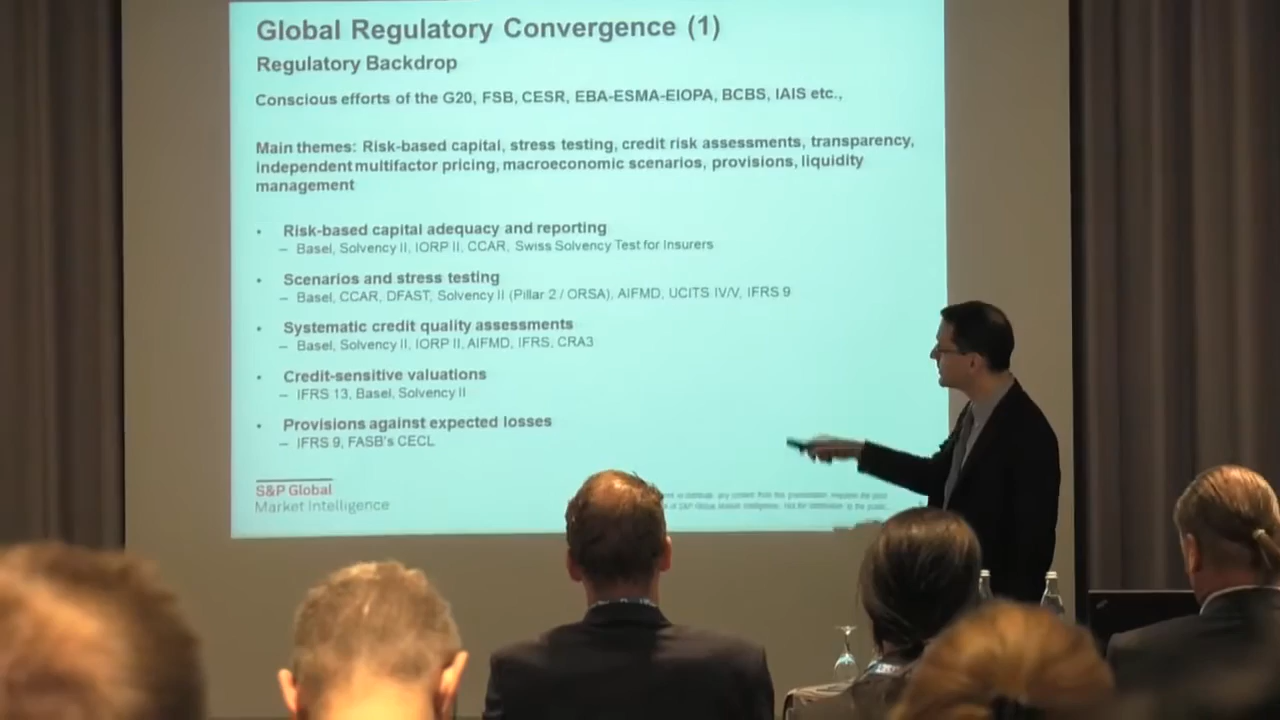 Global Regulatory Convergence (1)
Regulatory Backdrop
Conscious efforts of the G20, FSB, CESR, EBA-ESMA-EIOPA, BCBS, IAIS etc.,
Main themes: Risk-based capital, stress testing, credit risk assessments, transparency,
independent multifactor pricing, macroeconomic scenarios, provisions, liquidity
management
• Risk-based capital adequacy and reporting
– Basel, Solvency II, IORP II, CCAR, Swiss Solvency Test for Insurers
• Scenarios and stress testing
– Basel, CCAR, DFAST, Solvency II (Pillar 2 / ORSA), AIFMD, UCITS IV/V, IFRS 9
• Systematic credit quality assessments
– Basel, Solvency II, IORP II, AIFMD, IFRS, CRA3
• Credit-sensitive valuations
– IFRS 13, Basel, Solvency II
• Provisions against expected losses
– IFRS 9, FASB's CECL
S&P Global
Market Intelligence